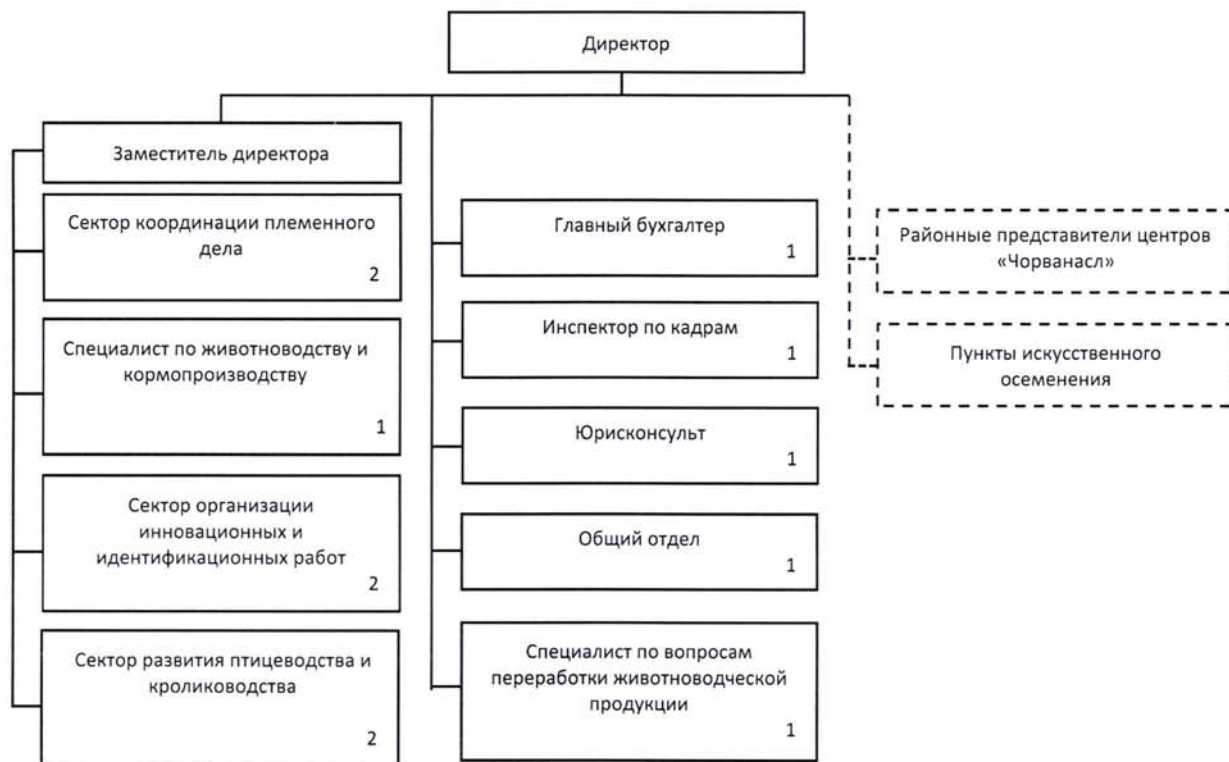 Директор
Заместитель директора
Сектор координации племенного
дела
2
Специалист по животноводству и
кормопроизводству
1
Сектор организации
инновационных и
идентификационных работ
2
Сектор развития птицеводства и
кролиководства
2
Главный бухгалтер
1
Инспектор по кадрам
1
Юрисконсульт
1
Общий отдел
1
Специалист по вопросам
переработки животноводческой
продукции
1
Районные представители центров
«Чорванасл»
Пункты искусственного
осеменения